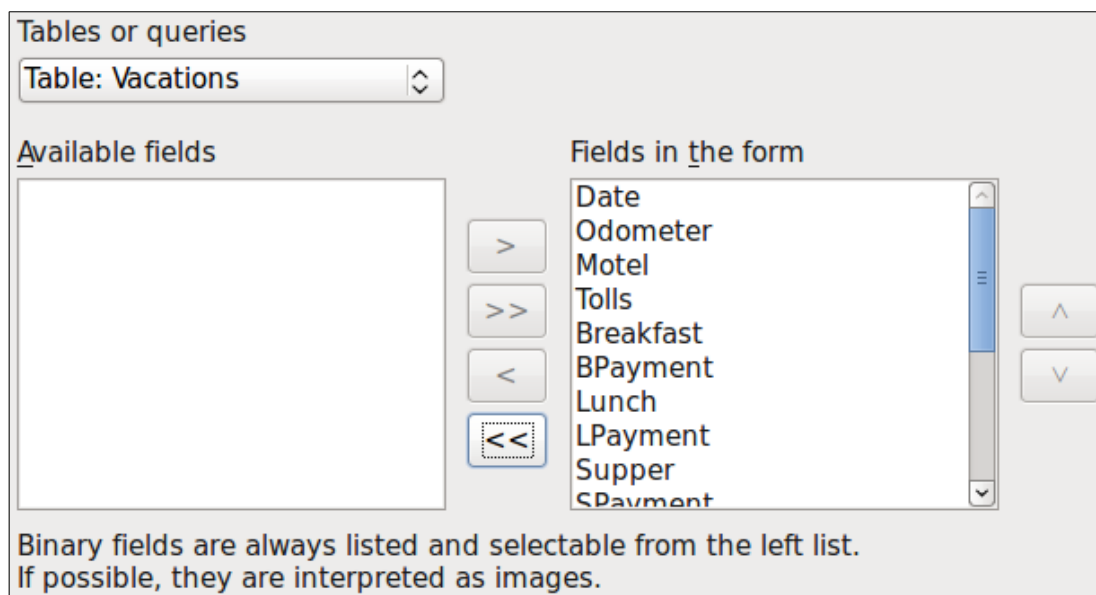 Tables or queries
Table: Vacations
Available fields
Fields in the form
Date
Odometer
Motel
Tolls
Breakfast
BPayment
Lunch
LPayment
Supper
SPayment
>
>>
<
<<
Binary fields are always listed and selectable from the left list.
If possible, they are interpreted as images.